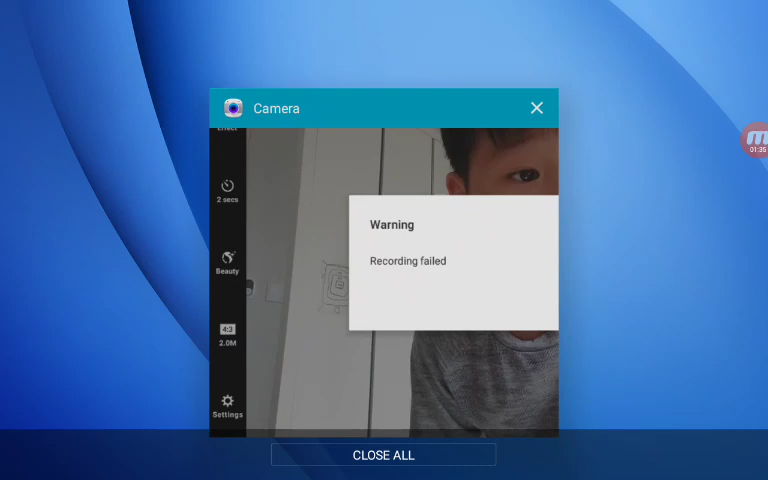 Camera
Effect
2 secs
Beauty
4:3
2.0M
Settings
Warning
Recording failed
01:35
CLOSE ALL